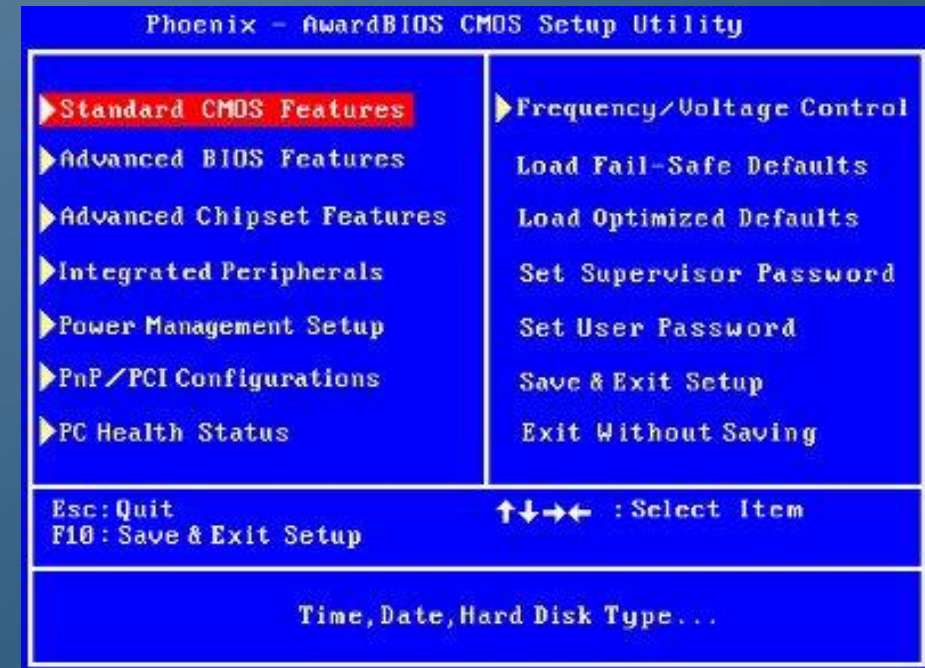 Phoenix - AwardBIOS CMOS Setup Utility
Standard CMOS Features
Advanced BIOS Features
Advanced Chipset Features
Integrated Peripherals
Power Management Setup
PnP/PCI Configurations
PC Health Status
Frequency/Voltage Control
Load Fail-Safe Defaults
Load Optimized Defaults
Set Supervisor Password
Set User Password
Save & Exit Setup
Exit Without Saving
Esc:Quit
F10:Save & Exit Setup
↑↓→← :Select Item
Time,Date,Hard Disk Type...